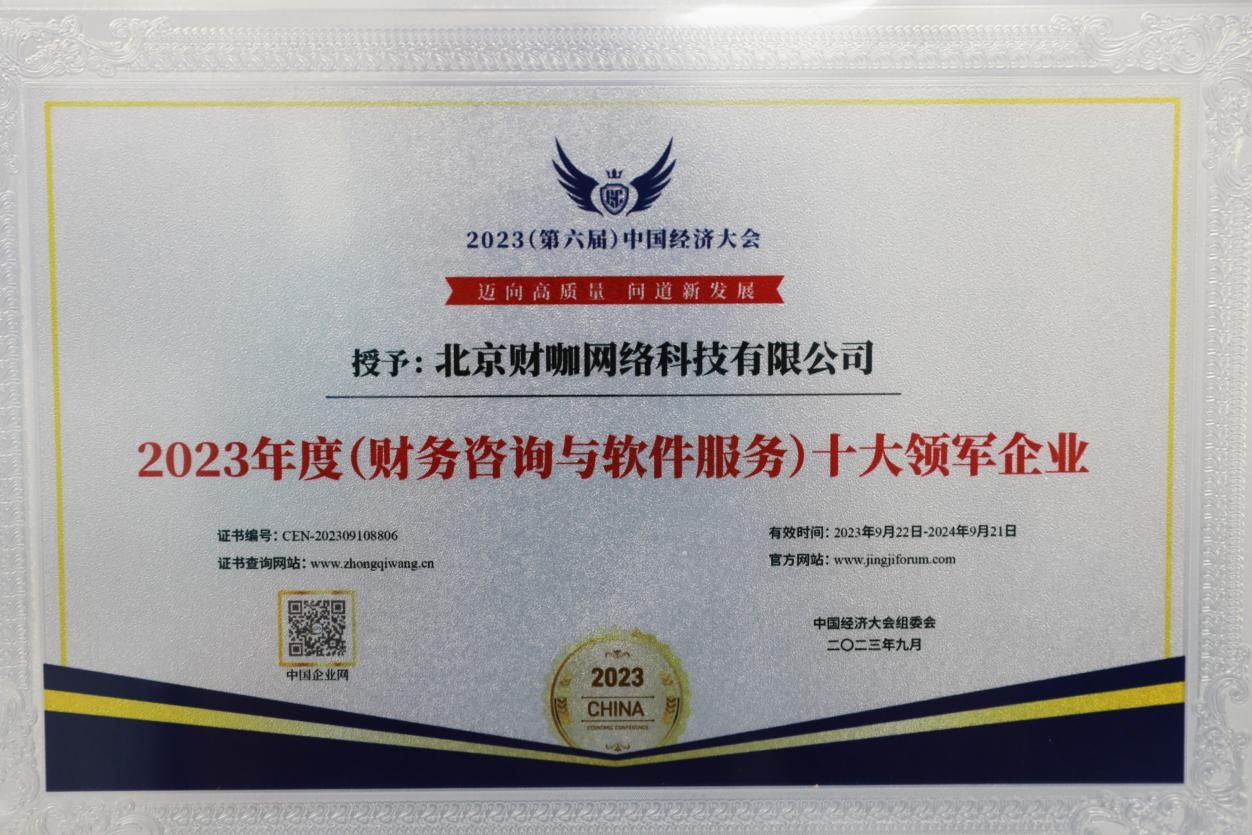 2023(第六届)中国经济大会
迈向高质量 问道新发展
授予：北京财咖网络科技有限公司
2023年度(财务咨询与软件服务)十大领军企业
证书编号：CEN-202309108806
有效时间：2023年9月22日-2024年9月21日
证书查询网站：www.zhongqiwang.cn
官方网站：www.jingjiforum.com
中国企业网
中国经济大会组委会
二〇二三年九月
2023
CHINA
ECONOMIC CONFERENCE